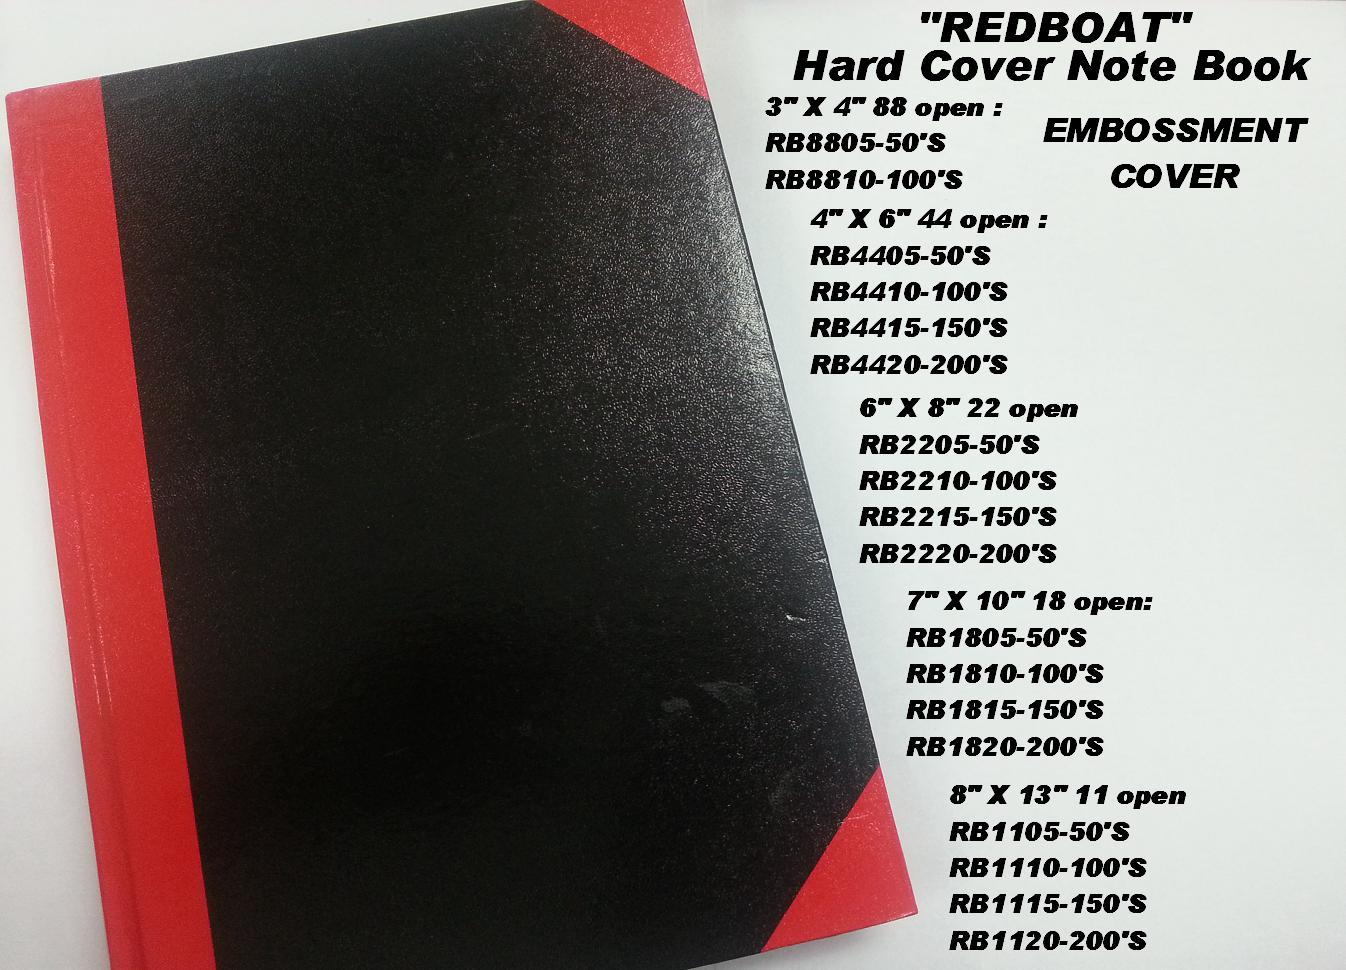 "REDBOAT"
Hard Cover Note Book
EMBOSSMENT
COVER
3" X 4" 88 open :
RB8805-50'S
RB8810-100'S
4" X 6" 44 open :
RB4405-50'S
RB4410-100'S
RB4415-150'S
RB4420-200'S
6" X 8" 22 open
RB2205-50'S
RB2210-100'S
RB2215-150'S
RB2220-200'S
7" X 10" 18 open:
RB1805-50'S
RB1810-100'S
RB1815-150'S
RB1820-200'S
8" X 13" 11 open
RB1105-50'S
RB1110-100'S
RB1115-150'S
RB1120-200'S